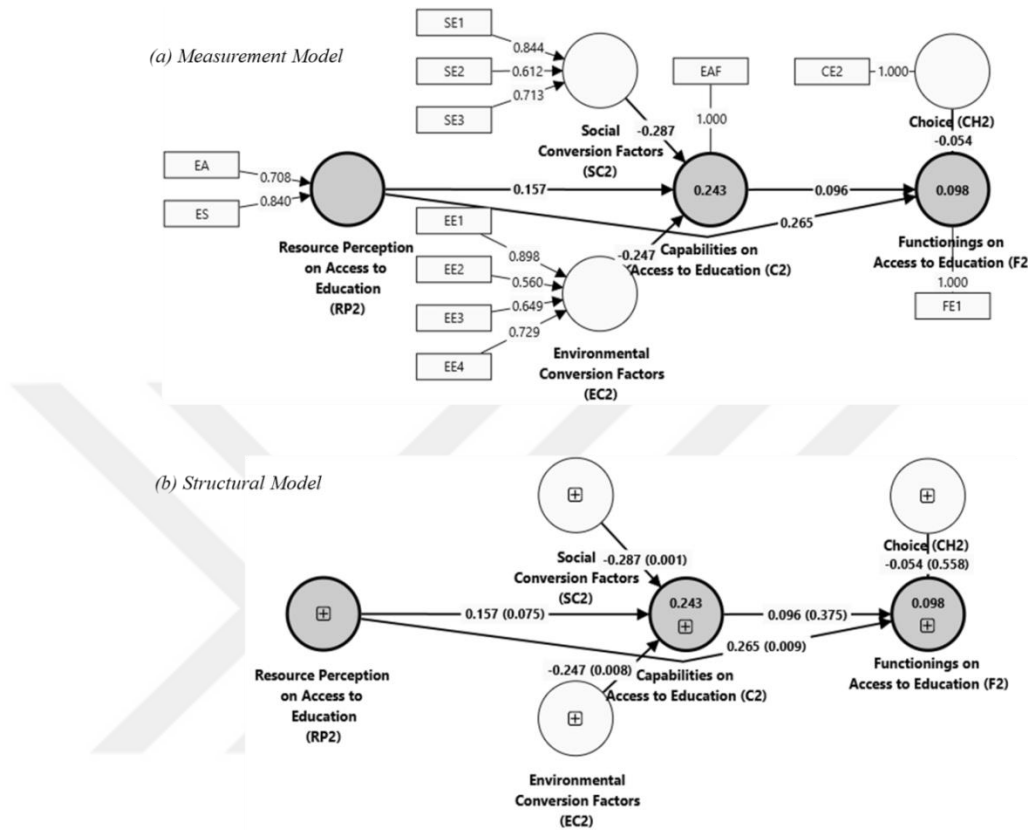 (a) Measurement Model
SE1
0.844
SE2
0.612
SE3
0.713
EAF
1.000
CE2
1.000
Social
Conversion Factors
(SC2)
-0.287
Choice (CH2)
-0.054
EA
0.708
ES
0.840
0.157
0.243
0.096
0.098
0.265
Resource Perception
on Access to
Education
(RP2)
EE1
0.898
EE2
0.560
EE3
0.649
EE4
0.729
-0.247
Capabilities on
Access to Education (C2)
Functionings on
Access to Education (F2
1.000
FE1
Environmental
Conversion Factors
(EC2)
(b) Structural Model
Social
Conversion Factors
(SC2)
-0.287 (0.001)
Choice (CH2)
-0.054 (0.558)
0.157 (0.075)
0.243
0.096 (0.375)
0.098
0.265 (0.009)
Resource Perception
on Access to
Education
(RP2)
-0.247 (0.008)
Capabilities on
Access to Education (C2)
Functionings on
Access to Education (F2)
Environmental
Conversion Factors
(EC2)